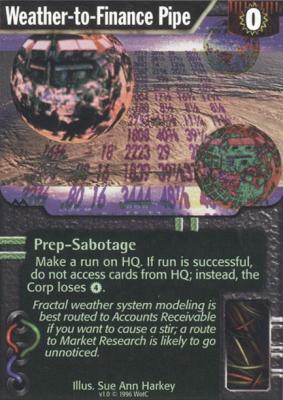 Weather-to-Finance Pipe 0
Prep-Sabotage
Make a run on HQ. If run is successful,
do not access cards from HQ; instead, the
Corp loses 4.
Fractal weather system modeling is
best routed to Accounts Receivable
if you want to cause a stir; a route
to Market Research is likely to go
unnoticed.
Illus. Sue Ann Harkey
v1.0 © 1996 WotC